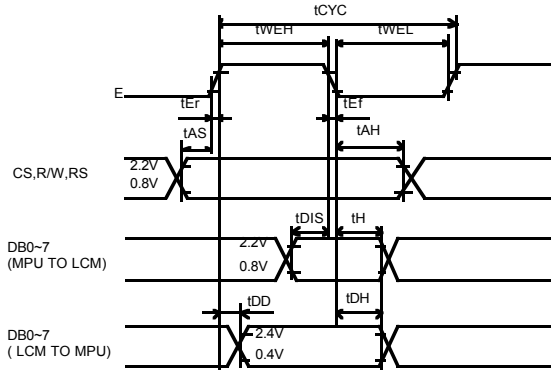 tCYC
tWEH
tWEL
E
tEr
tEf
tAS
tAH
CS,R/W,RS
2.2V
0.8V
tDIS
tH
DB0~7
(MPU TO LCM)
2.2V
0.8V
tDD
tDH
DB0~7
( LCM TO MPU)
2.4V
0.4V